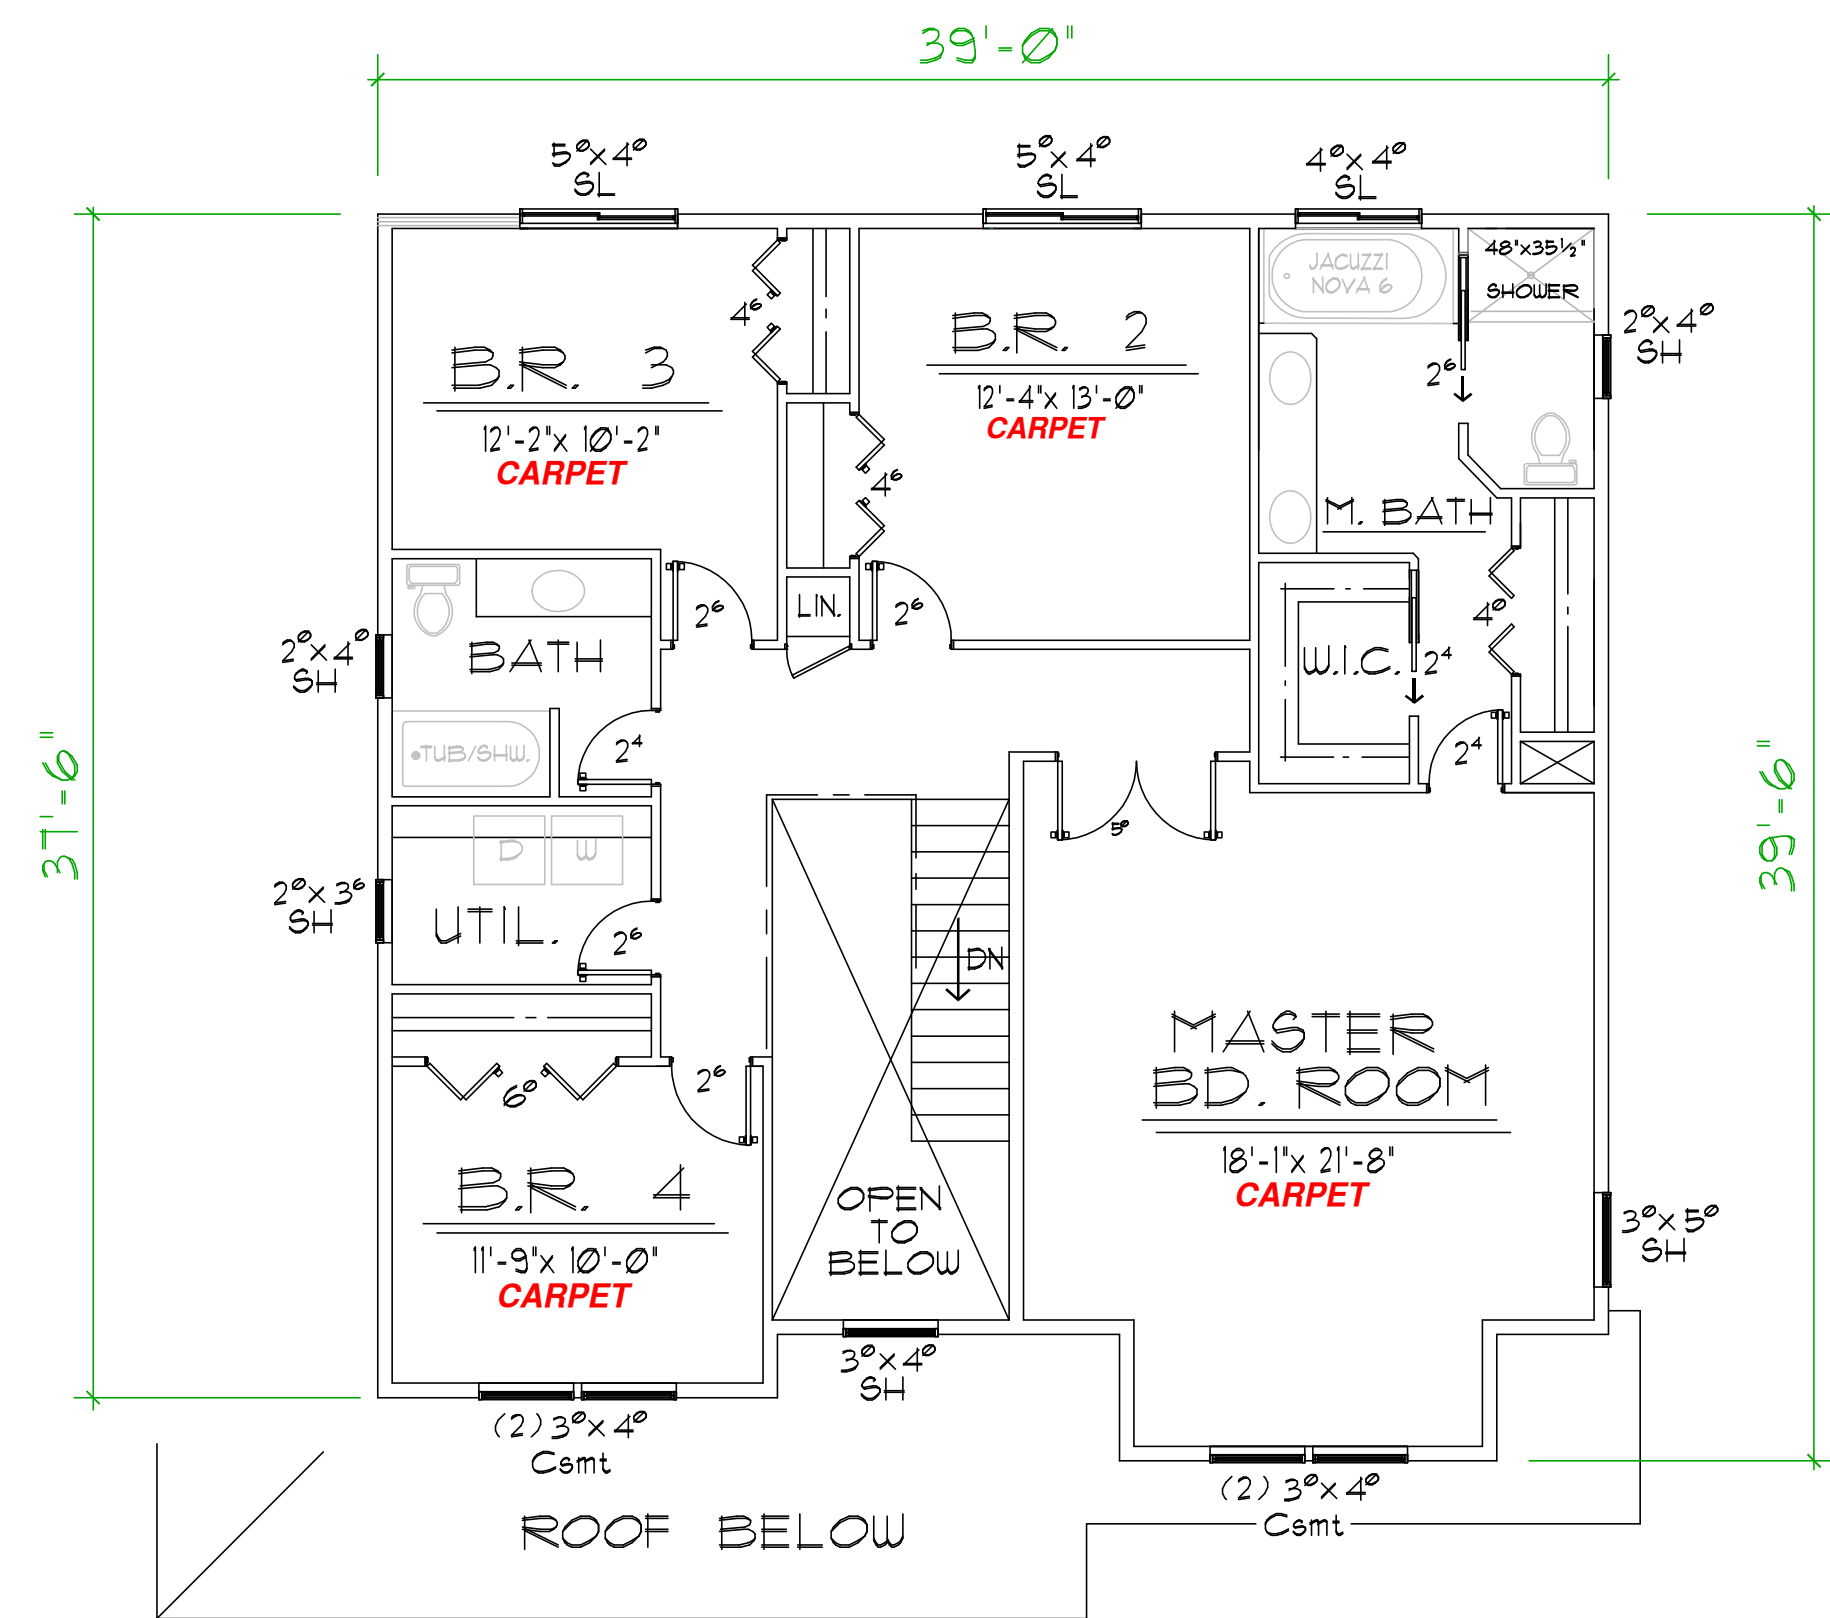 39'-0"
5⁰x4⁰
SL
5⁰x4⁰
SL
4⁰x4⁰
SL
JACUZZI
NOVA 6
48"x35½"
SHOWER
2⁰x4⁰
SH
4⁶
B.R. 3
12'-2"x 10'-2"
CARPET
B.R. 2
12'-4"x 13'-0"
CARPET
2⁶
4⁶
M. BATH
2⁶
LIN.
2⁶
4⁰
2⁰x4⁰
SH
BATH
W.I.C.
2⁴
TUB/SHW.
2⁴
2⁴
37'-6"
39'-6"
5⁰
D
W
2⁰x3⁶
SH
UTIL.
2⁶
DN
6⁰
2⁶
MASTER
BD. ROOM
18'-1"x 21'-8"
CARPET
B.R. 4
11'-9"x 10'-0"
CARPET
OPEN
TO
BELOW
3⁰x5⁰
SH
3⁰x4⁰
SH
(2) 3⁰x4⁰
Csmt
(2) 3⁰x4⁰
Csmt
ROOF BELOW